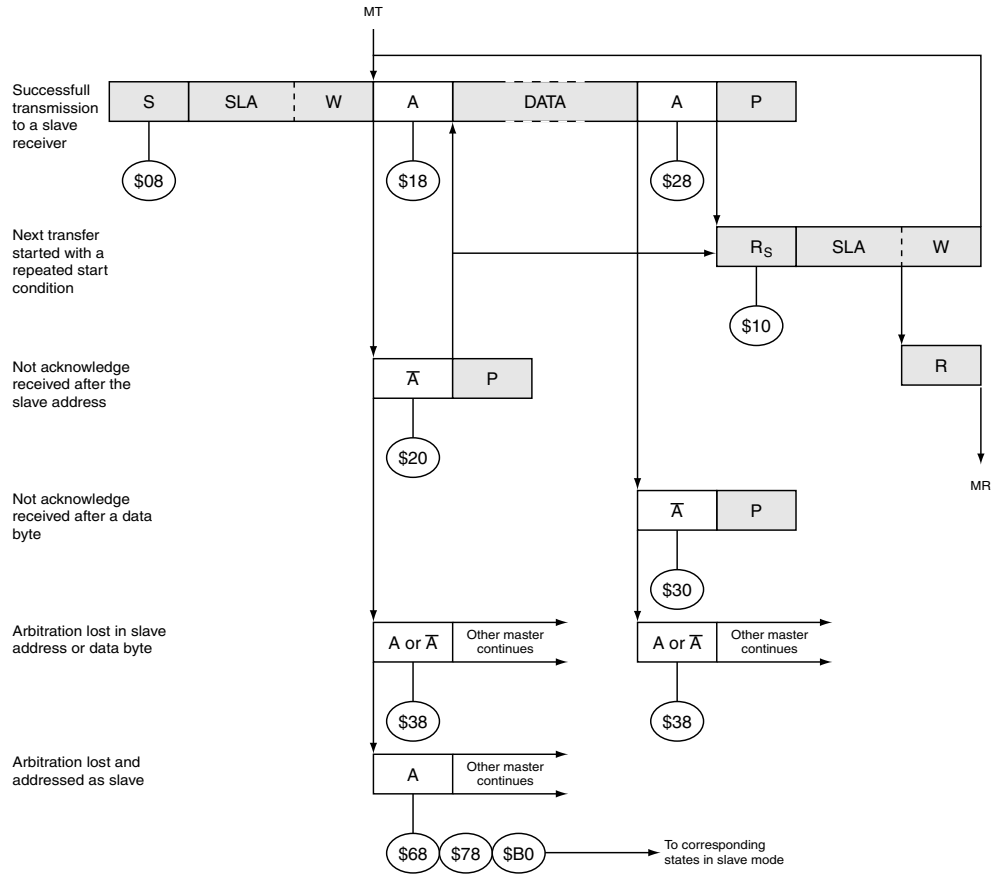 MT
Successfull
transmission
to a slave
receiver
S SLA W A DATA A P
$08 $18 $28
Next transfer
started with a
repeated start
condition
RS SLA W
$10
Not acknowledge
received after the
slave address
A̅ P
R
$20
MR
Not acknowledge
received after a data
byte
A̅ P
$30
Arbitration lost in slave
address or data byte
A or A̅ Other master
continues
A or A̅ Other master
continues
$38 $38
Arbitration lost and
addressed as slave
A Other master
continues
$68 $78 $B0 To corresponding
states in slave mode